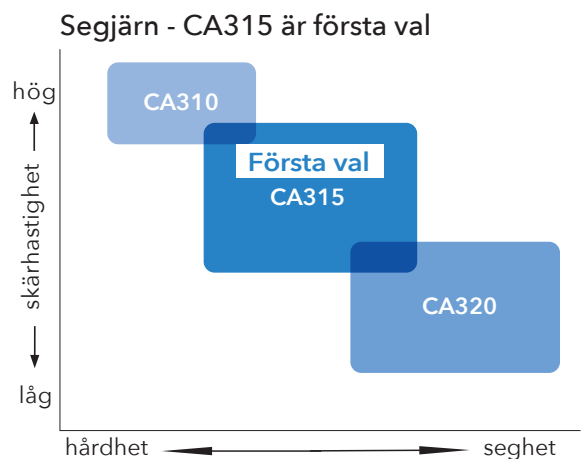 Segjärn - CA315 är första val
hög
CA310
Första val
CA315
skärhastighet
CA320
låg
hårdhet
seghet